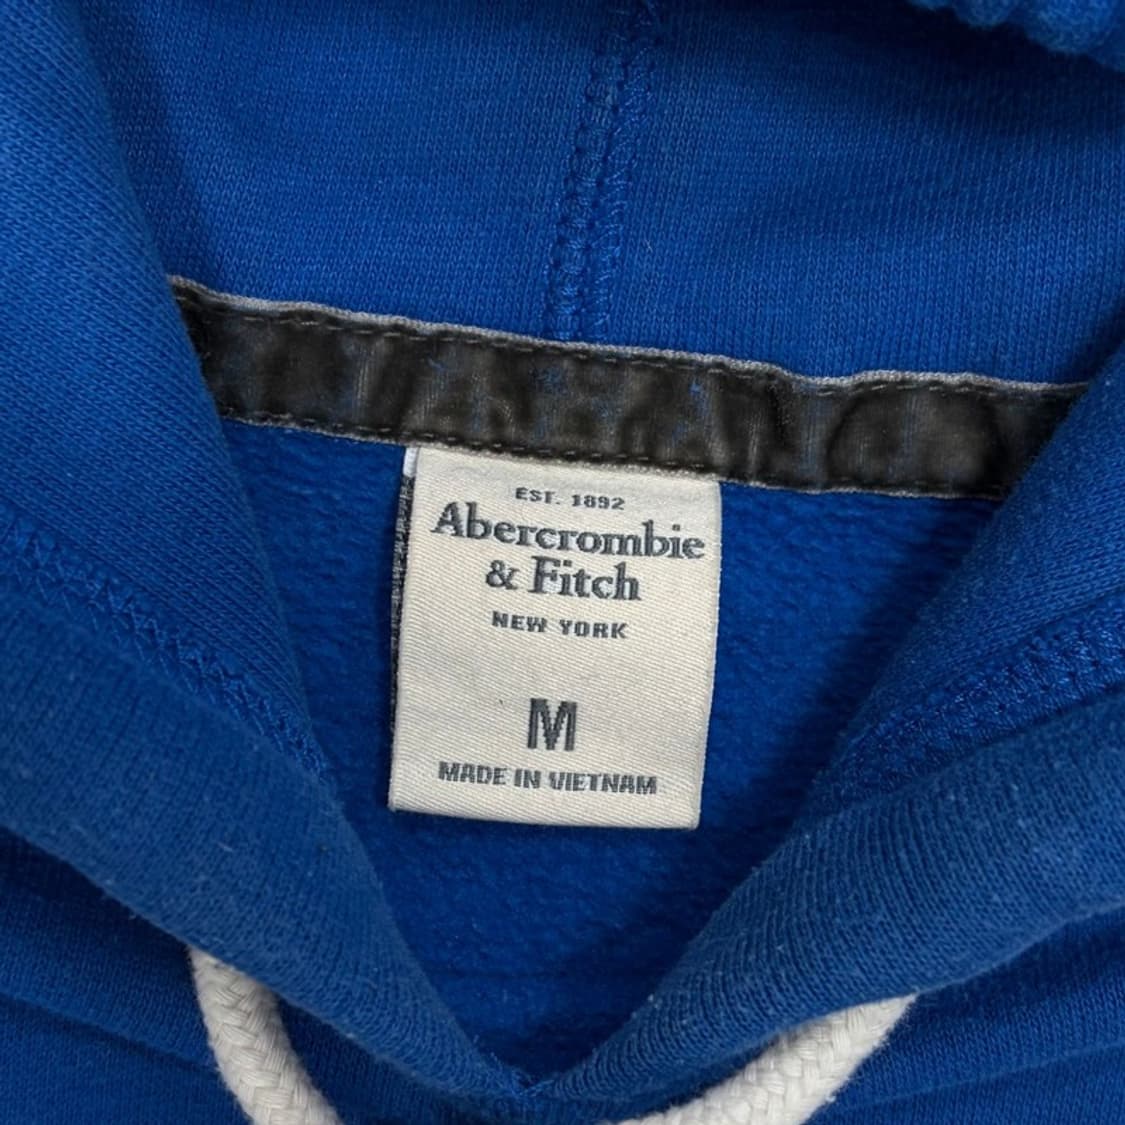 EST. 1892
Abercrombie
& Fitch
NEW YORK
M
MADE IN VIETNAM